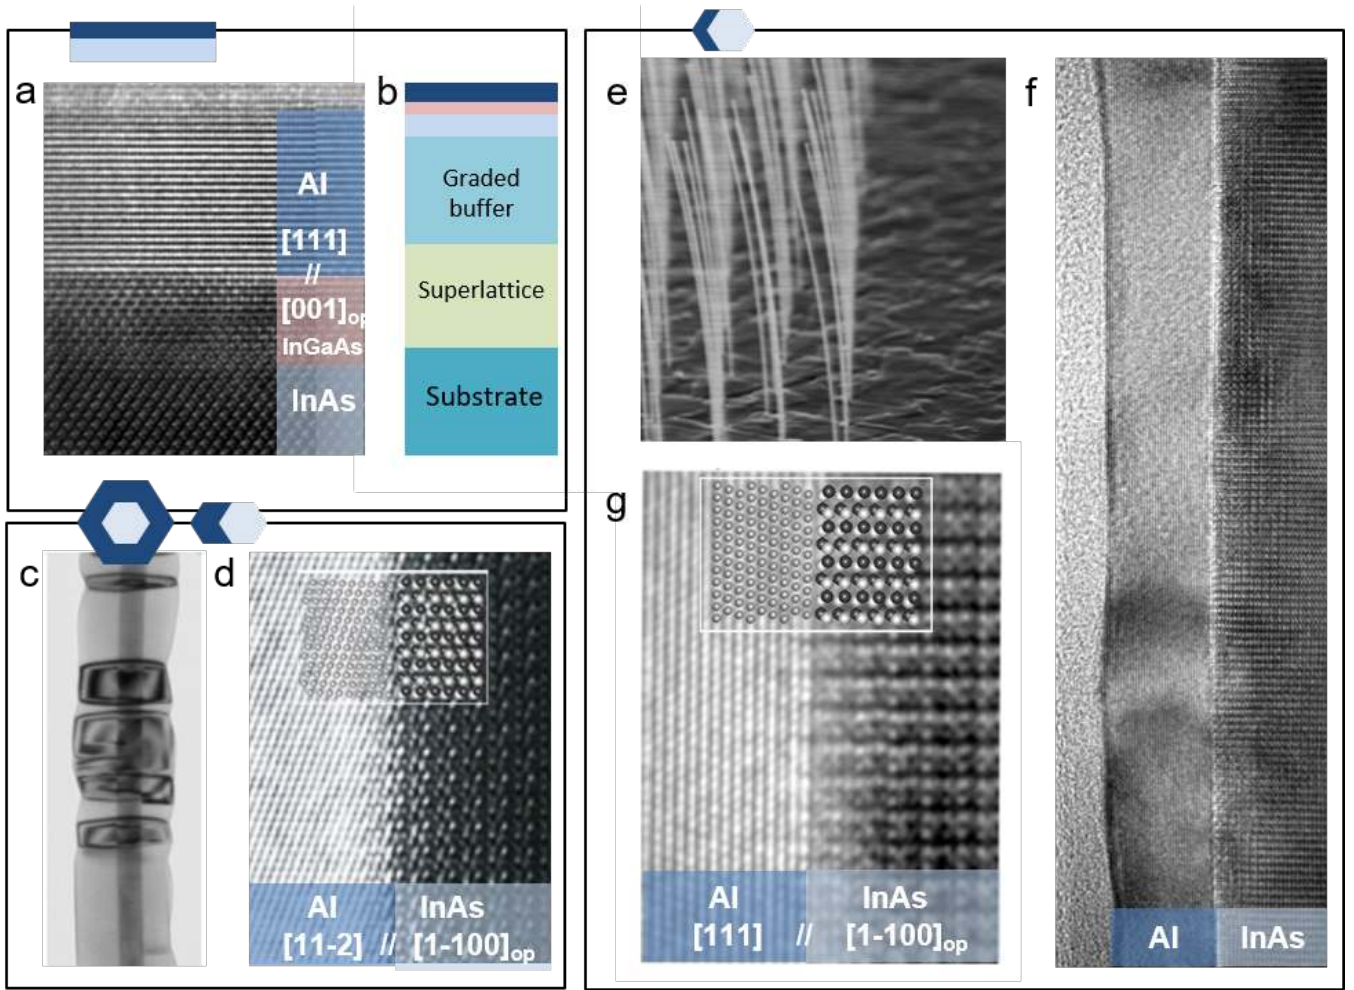 a
Al
[111]
//
[001]op
InGaAs
InAs
b
Graded
buffer
Superlattice
Substrate
c
d
Al
InAs
[11-2] // [1-100]op
e
f
Al
InAs
g
Al
InAs
[111] // [1-100]op